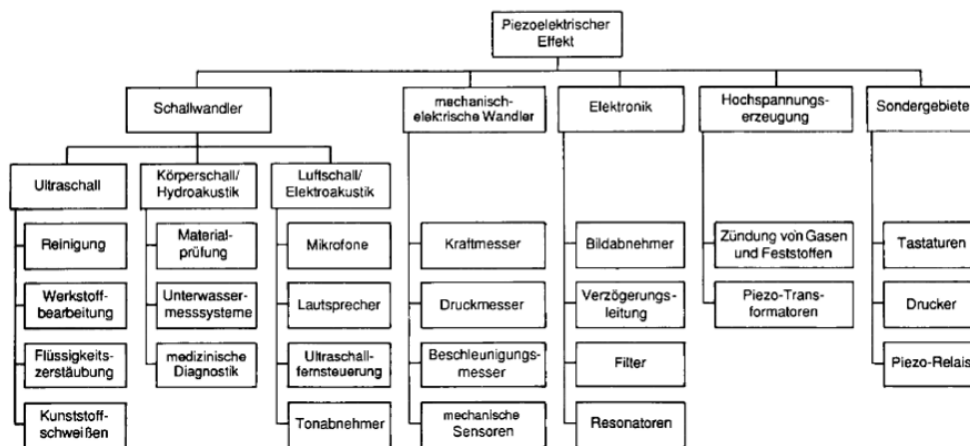 Piezoelektrischer
Effekt
Schallwandler
mechanisch-
elektrische Wandler
Elektronik
Hochspannungs-
erzeugung
Sondergebiete
Ultraschall
Körperschall/
Hydroakustik
Luftschall/
Elektroakustik
Reinigung
Werkstoff-
bearbeitung
Flüssigkeits-
zerstäubung
Kunststoff-
schweißen
Material-
prüfung
Unterwasser-
messsysteme
medizinische
Diagnostik
Mikrofone
Lautsprecher
Ultraschall-
fernsteuerung
Tonabnehmer
Kraftmesser
Druckmesser
Beschleunigungs-
messer
mechanische
Sensoren
Bildabnehmer
Verzögerungs-
leitung
Filter
Resonatoren
Zündung von Gasen
und Feststoffen
Piezo-Trans-
formatoren
Tastaturen
Drucker
Piezo-Relais